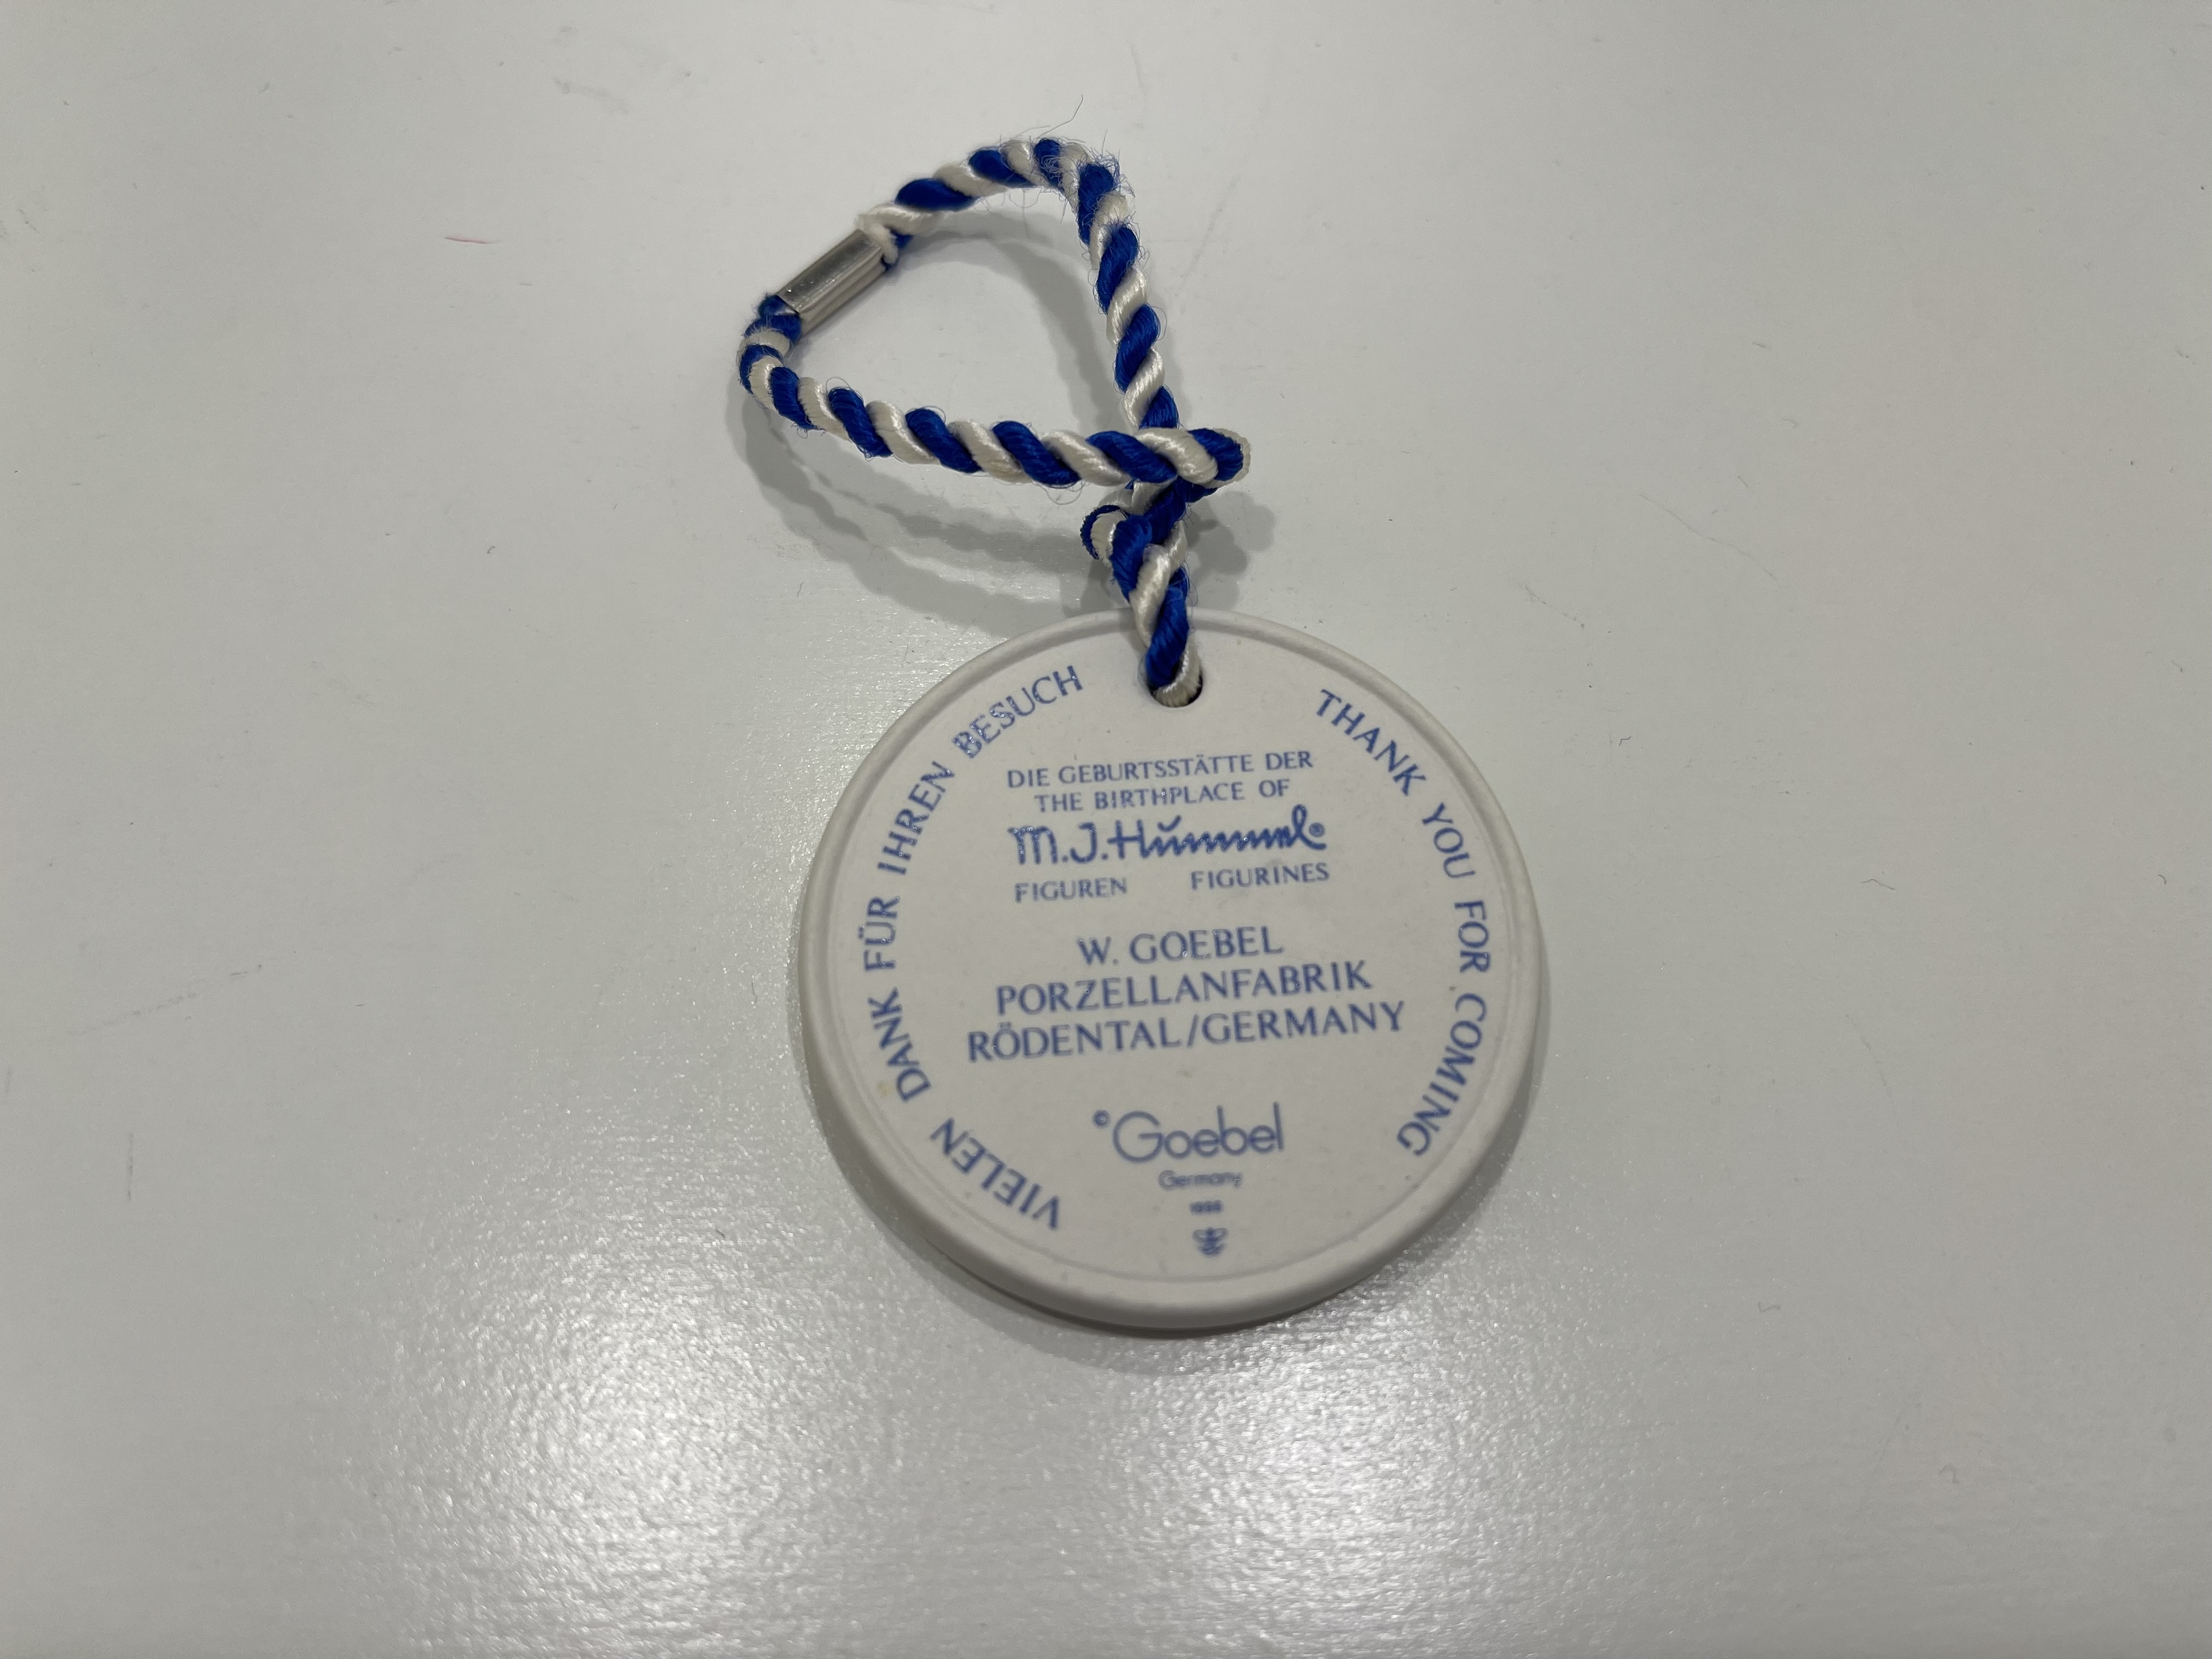 VIELEN DANK FÜR IHREN BESUCH
THANK YOU FOR COMING
DIE GEBURTSSTÄTTE DER
THE BIRTHPLACE OF
M.J.Hummel®
FIGUREN FIGURINES
W. GOEBEL
PORZELLANFABRIK
RÖDENTAL/GERMANY
©Goebel
Germany